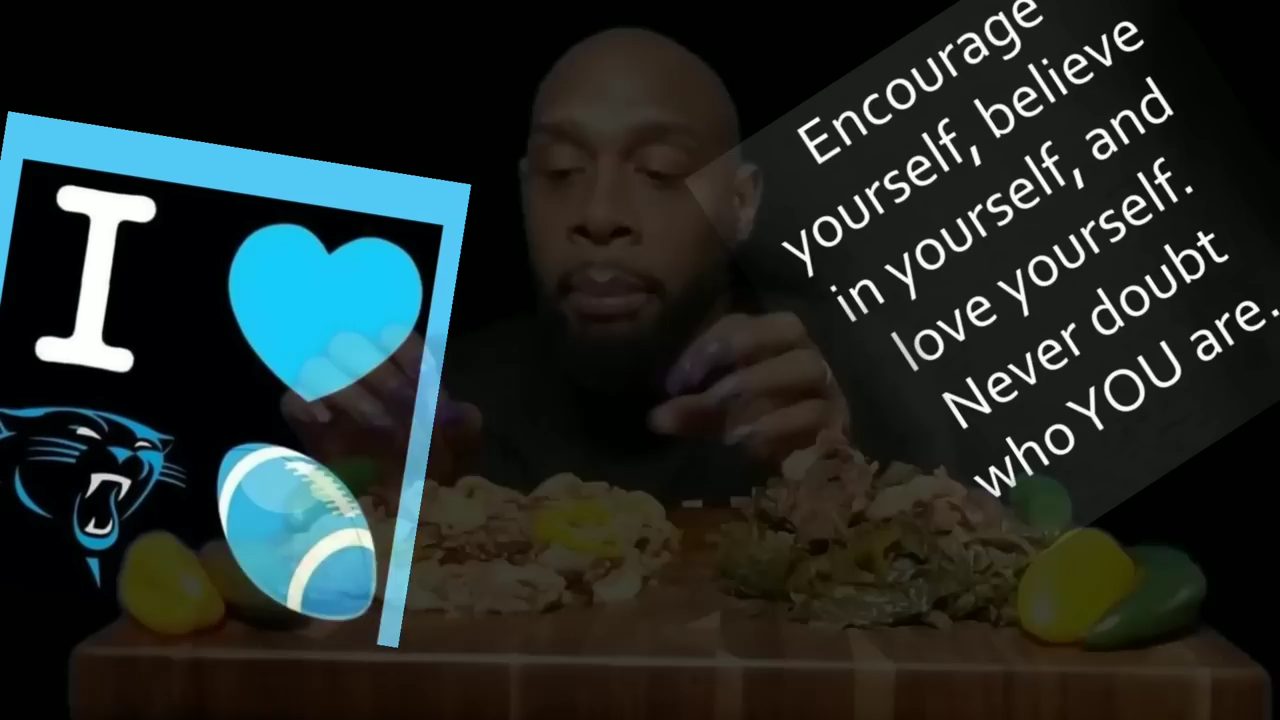 I
Encourage
yourself, believe
in yourself, and
love yourself.
Never doubt
who YOU are.